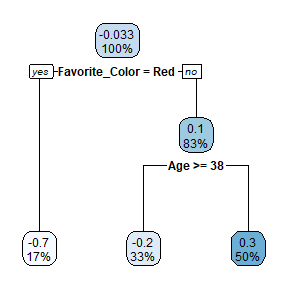 -0.033
100%
yes Favorite_Color = Red no
0.1
83%
Age >= 38
-0.7 -0.2 0.3
17% 33% 50%